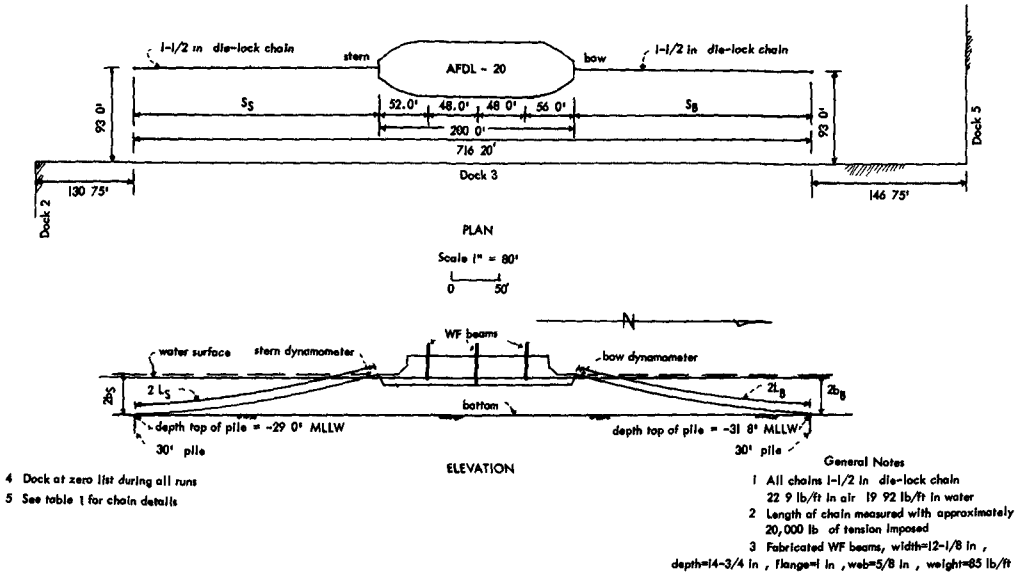 1-1/2 in die-lock chain
stern
AFDL - 20
bow
1-1/2 in die-lock chain
93 0'
S_S
52.0'
48.0'
48 0'
56 0'
S_B
93 0'
200 0'
716 20'
Dock 3
Dock 5
130 75'
146 75'
Dock 2
PLAN
Scale 1" = 80'
0 50'
N
WF beams
water surface
stern dynamometer
bow dynamometer
2b_S
2 L_S
2L_B
2b_B
bottom
depth top of pile = -29 0' MLLW
depth top of pile = -31 8' MLLW
30' pile
30' pile
ELEVATION
4 Dock at zero list during all runs
5 See table 1 for chain details
General Notes
1 All chains 1-1/2 in die-lock chain
22 9 lb/ft in air 19 92 lb/ft in water
2 Length of chain measured with approximately
20,000 lb of tension imposed
3 Fabricated WF beams, width=12-1/8 in ,
depth=14-3/4 in , flange=1 in , web=5/8 in , weight=85 lb/ft